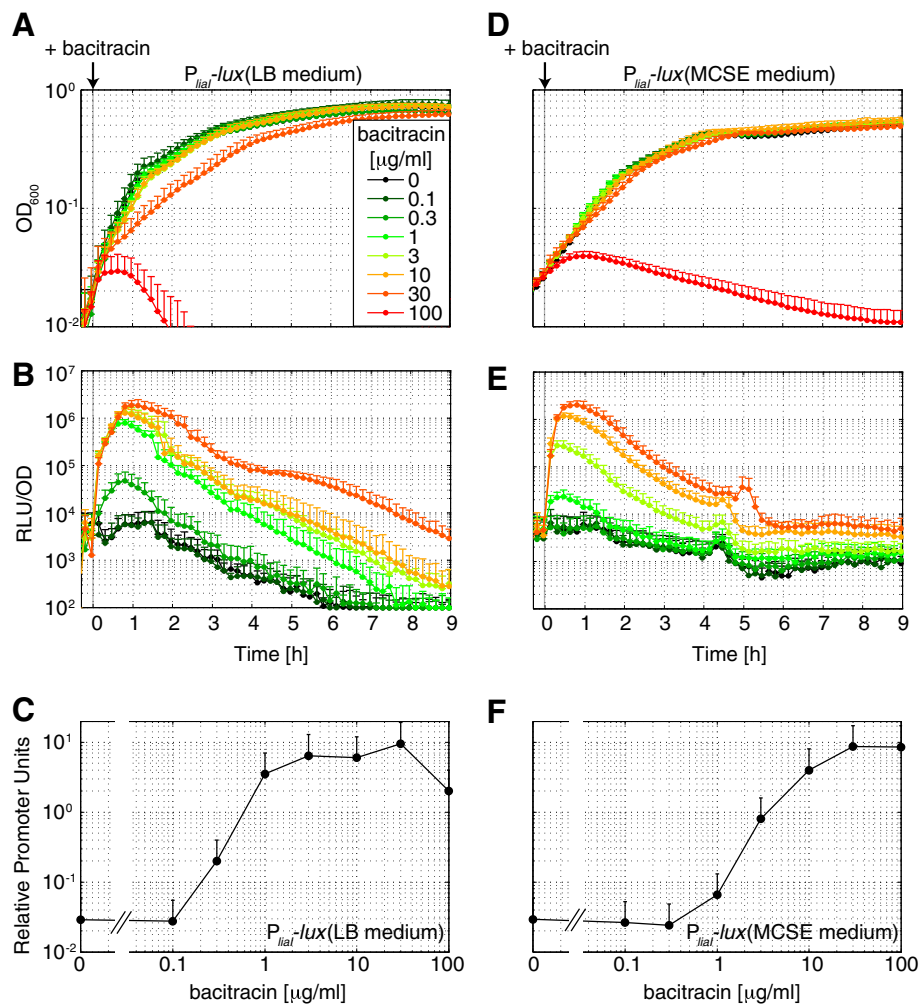 A
+ bacitracin
P_liaI-lux(LB medium)
OD600
10^0
10^-1
10^-2
bacitracin
[µg/ml]
0
0.1
0.3
1
3
10
30
100
D
+ bacitracin
P_liaI-lux(MCSE medium)
B
RLU/OD
10^7
10^6
10^5
10^4
10^3
10^2
0 1 2 3 4 5 6 7 8 9
Time [h]
E
0 1 2 3 4 5 6 7 8 9
Time [h]
C
Relative Promoter Units
10^1
10^0
10^-1
10^-2
P_liaI-lux(LB medium)
0 0.1 1 10 100
bacitracin [µg/ml]
F
P_liaI-lux(MCSE medium)
0 0.1 1 10 100
bacitracin [µg/ml]